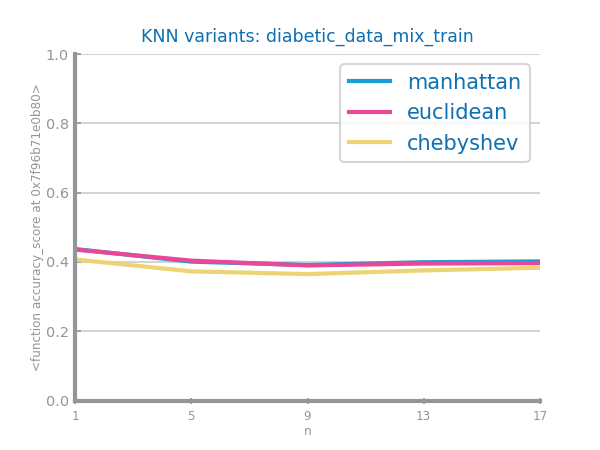 KNN variants: diabetic_data_mix_train
<function accuracy_score at 0x7f96b71e0b80>
1.0
0.8
0.6
0.4
0.2
0.0
manhattan
euclidean
chebyshev
1 5 9 13 17
n